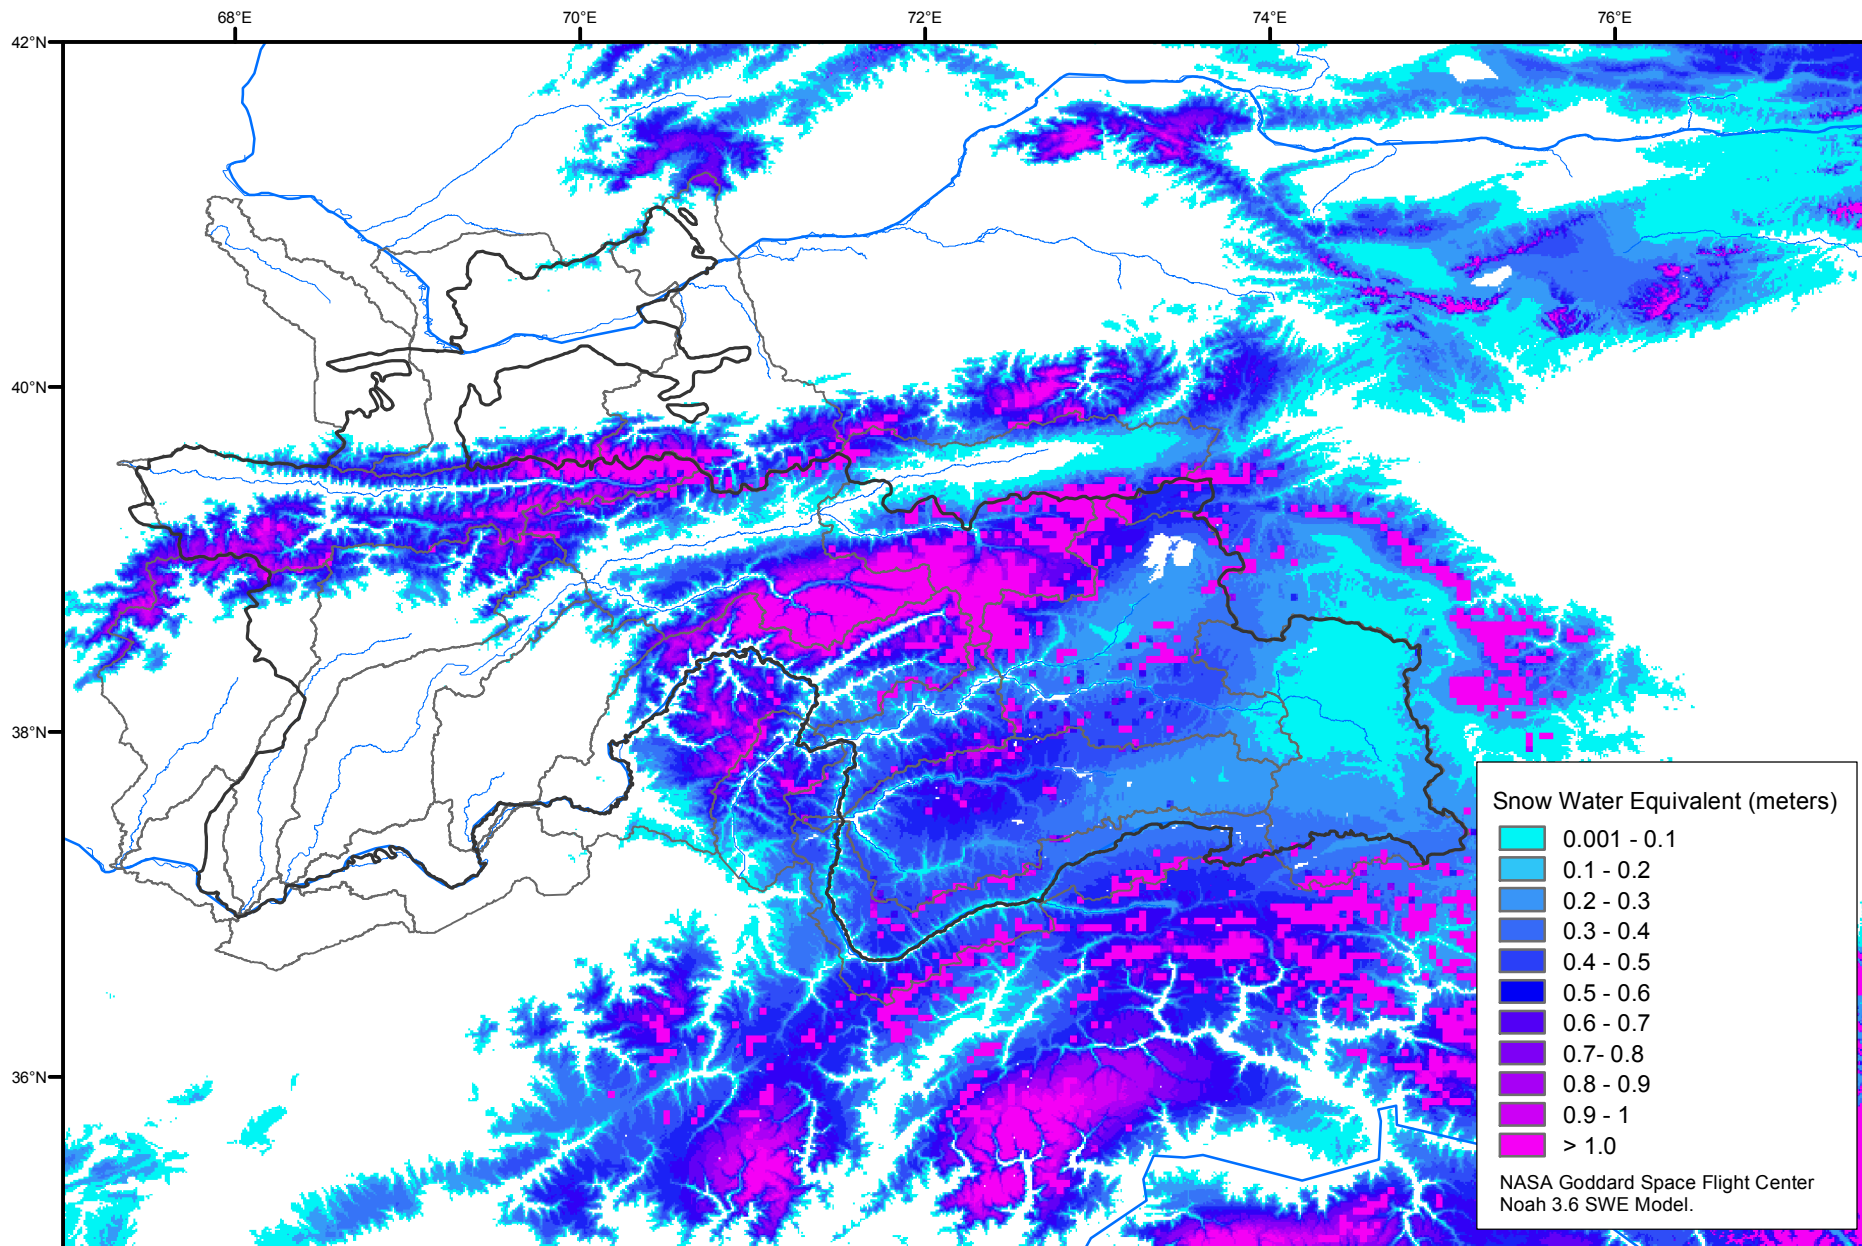 68°E
70°E
72°E
74°E
76°E
42°N
40°N
38°N
36°N
Snow Water Equivalent (meters)
0.001 - 0.1
0.1 - 0.2
0.2 - 0.3
0.3 - 0.4
0.4 - 0.5
0.5 - 0.6
0.6 - 0.7
0.7- 0.8
0.8 - 0.9
0.9 - 1
> 1.0
NASA Goddard Space Flight Center
Noah 3.6 SWE Model.